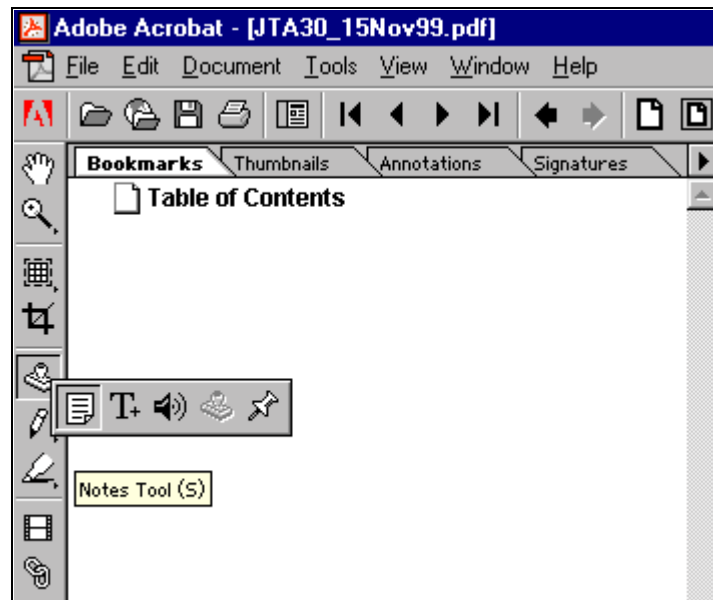 Adobe Acrobat - [JTA30_15Nov99.pdf]
File Edit Document Tools View Window Help
Bookmarks Thumbnails Annotations Signatures
Table of Contents
T+
Notes Tool (S)